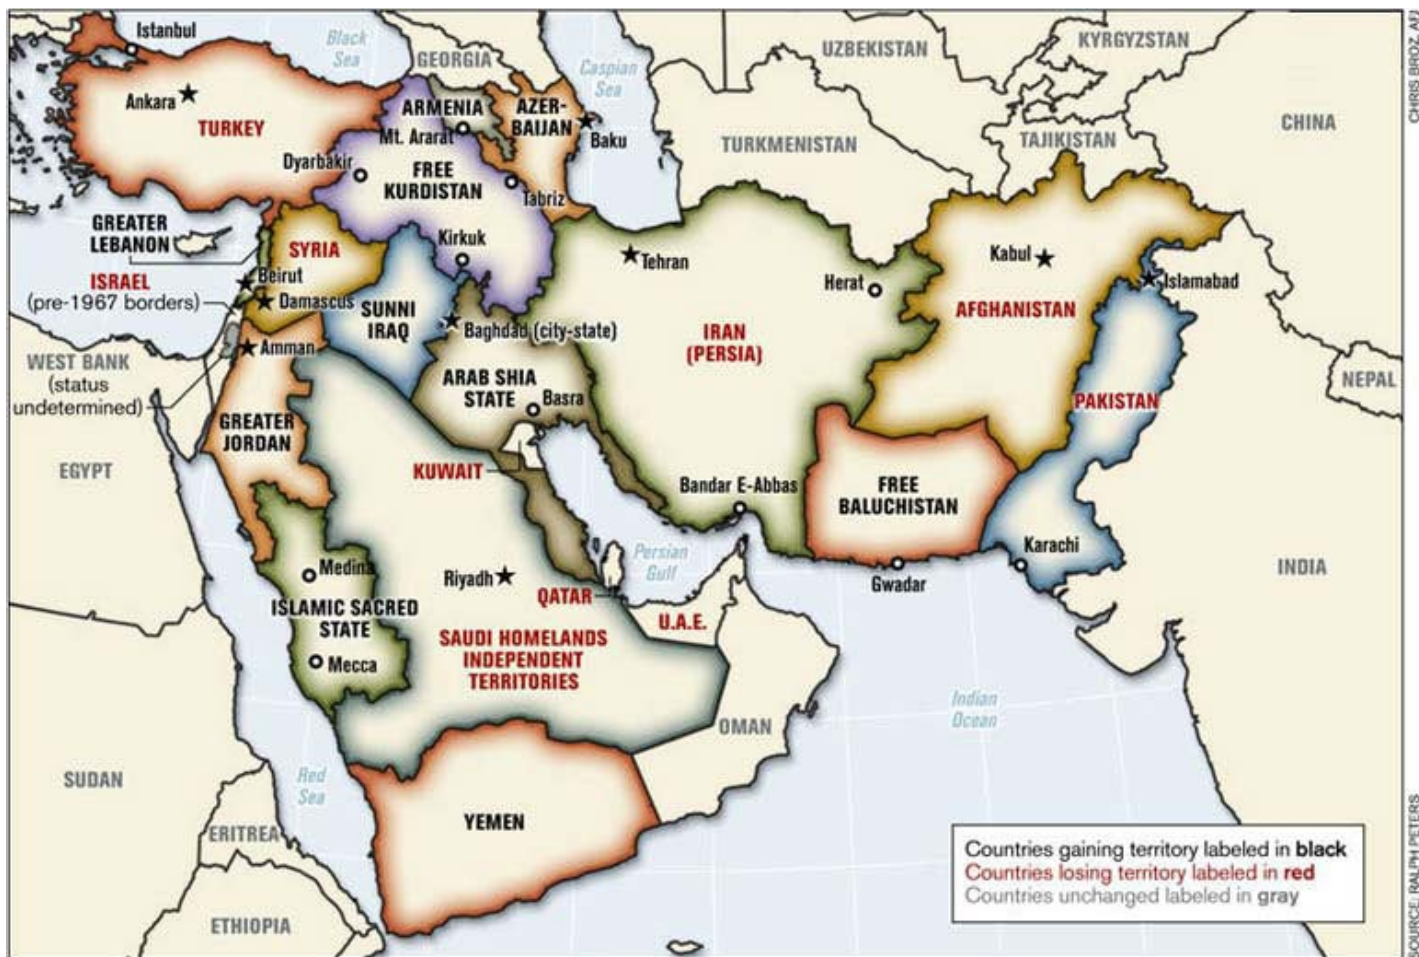 Istanbul
Black
Sea
GEORGIA
Caspian
Sea
UZBEKISTAN
KYRGYZSTAN
CHRIS BROZ, AFJ
Ankara
TURKEY
ARMENIA
Mt. Ararat
AZER-
BAIJAN
Baku
TURKMENISTAN
TAJIKISTAN
CHINA
Dyarbakir
FREE
KURDISTAN
Tabriz
GREATER
LEBANON
SYRIA
Kirkuk
Tehran
Herat
Kabul
Islamabad
ISRAEL
(pre-1967 borders)
Beirut
Damascus
SUNNI
IRAQ
Baghdad (city-state)
IRAN
(PERSIA)
AFGHANISTAN
WEST BANK
(status
undetermined)
Amman
ARAB SHIA
STATE
Basra
PAKISTAN
NEPAL
GREATER
JORDAN
EGYPT
KUWAIT
Bandar E-Abbas
FREE
BALUCHISTAN
Karachi
Gwadar
INDIA
Medina
ISLAMIC SACRED
STATE
Mecca
Riyadh
Persian
Gulf
QATAR
U.A.E.
SAUDI HOMELANDS
INDEPENDENT
TERRITORIES
OMAN
Indian
Ocean
SUDAN
Red
Sea
ERITREA
YEMEN
ETHIOPIA
Countries gaining territory labeled in black
Countries losing territory labeled in red
Countries unchanged labeled in gray
SOURCE: RALPH PETERS